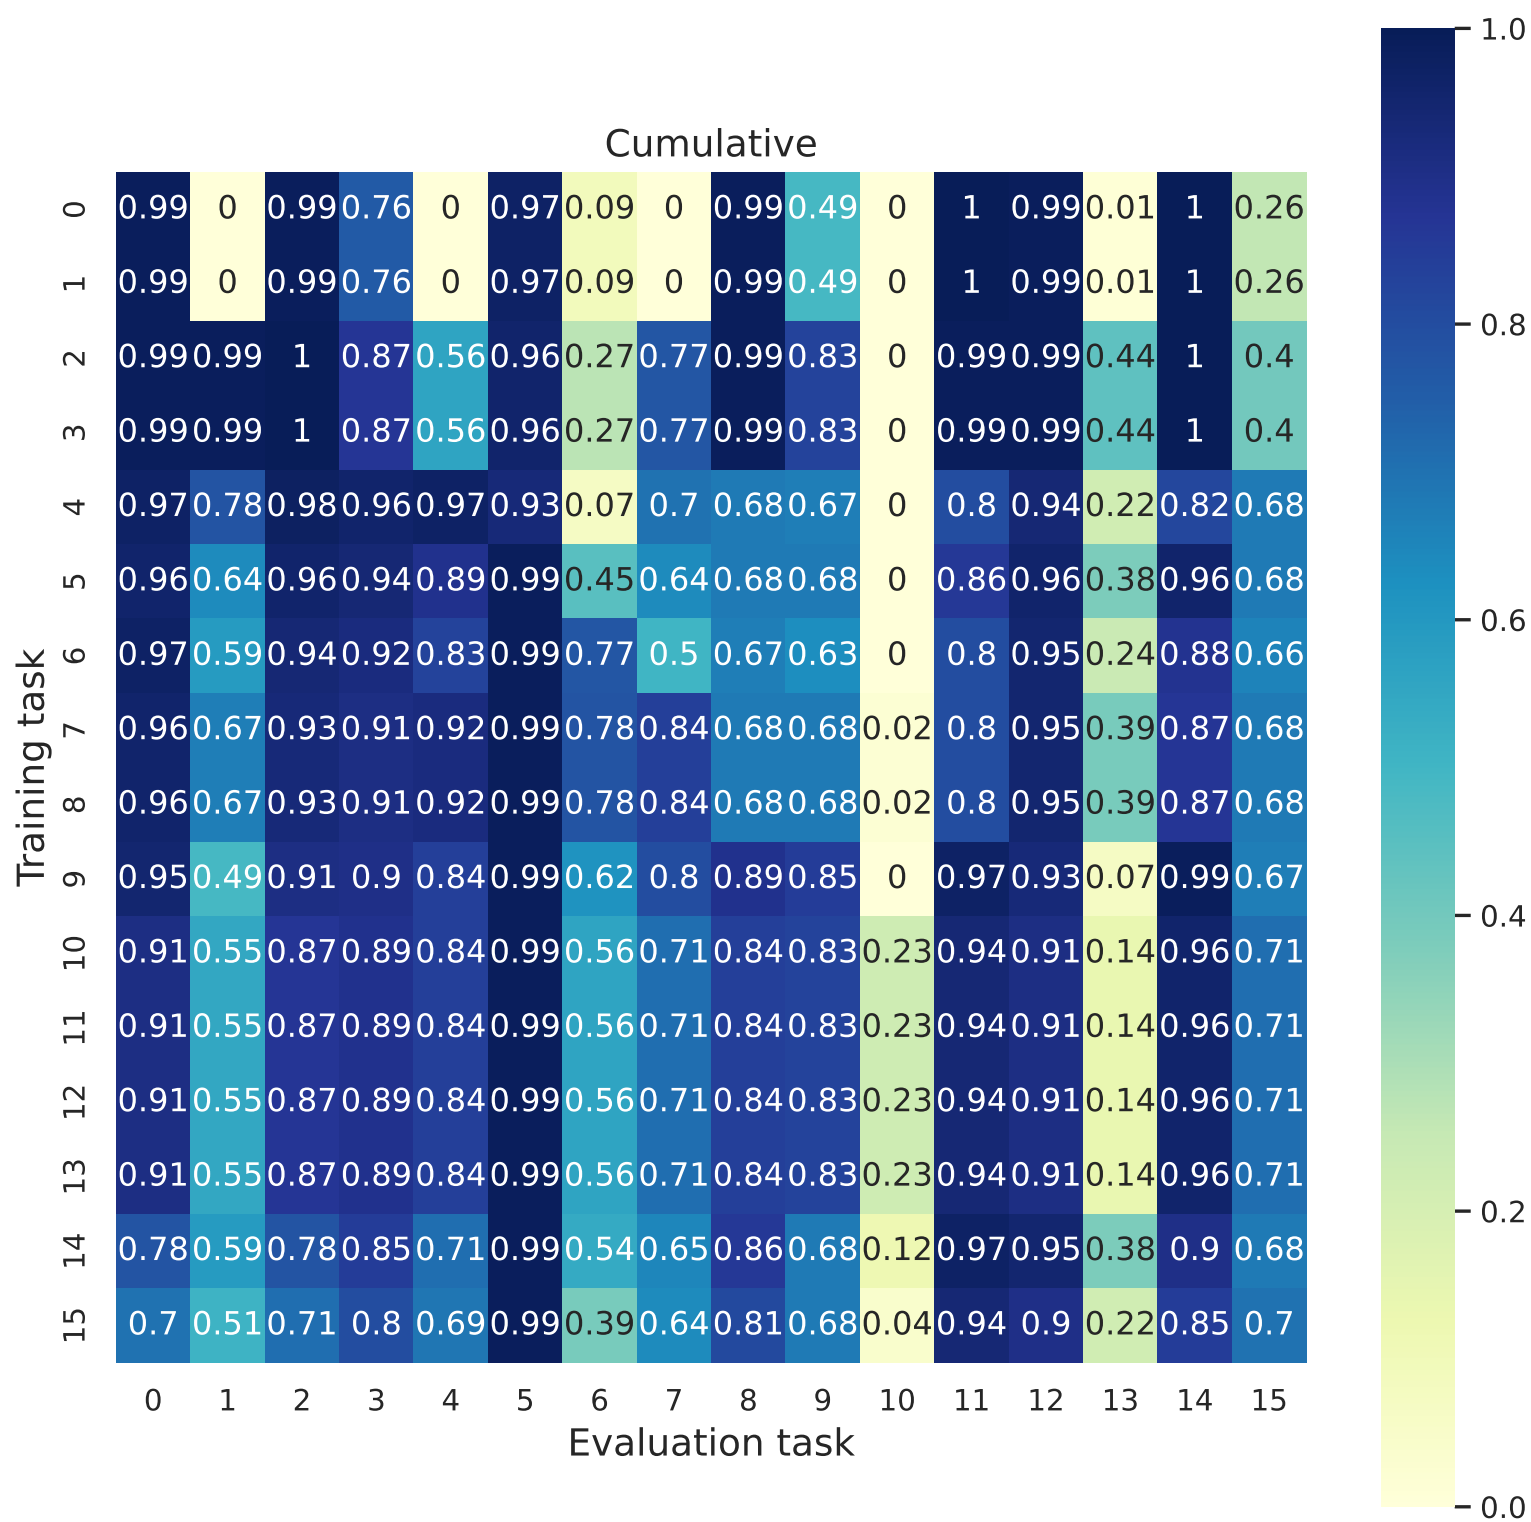 Cumulative
0 0.99 0 0.99 0.76 0 0.97 0.09 0 0.99 0.49 0 1 0.99 0.01 1 0.26
1 0.99 0 0.99 0.76 0 0.97 0.09 0 0.99 0.49 0 1 0.99 0.01 1 0.26
2 0.99 0.99 1 0.87 0.56 0.96 0.27 0.77 0.99 0.83 0 0.99 0.99 0.44 1 0.4
3 0.99 0.99 1 0.87 0.56 0.96 0.27 0.77 0.99 0.83 0 0.99 0.99 0.44 1 0.4
4 0.97 0.78 0.98 0.96 0.97 0.93 0.07 0.7 0.68 0.67 0 0.8 0.94 0.22 0.82 0.68
5 0.96 0.64 0.96 0.94 0.89 0.99 0.45 0.64 0.68 0.68 0 0.86 0.96 0.38 0.96 0.68
6 0.97 0.59 0.94 0.92 0.83 0.99 0.77 0.5 0.67 0.63 0 0.8 0.95 0.24 0.88 0.66
7 0.96 0.67 0.93 0.91 0.92 0.99 0.78 0.84 0.68 0.68 0.02 0.8 0.95 0.39 0.87 0.68
8 0.96 0.67 0.93 0.91 0.92 0.99 0.78 0.84 0.68 0.68 0.02 0.8 0.95 0.39 0.87 0.68
9 0.95 0.49 0.91 0.9 0.84 0.99 0.62 0.8 0.89 0.85 0 0.97 0.93 0.07 0.99 0.67
10 0.91 0.55 0.87 0.89 0.84 0.99 0.56 0.71 0.84 0.83 0.23 0.94 0.91 0.14 0.96 0.71
11 0.91 0.55 0.87 0.89 0.84 0.99 0.56 0.71 0.84 0.83 0.23 0.94 0.91 0.14 0.96 0.71
12 0.91 0.55 0.87 0.89 0.84 0.99 0.56 0.71 0.84 0.83 0.23 0.94 0.91 0.14 0.96 0.71
13 0.91 0.55 0.87 0.89 0.84 0.99 0.56 0.71 0.84 0.83 0.23 0.94 0.91 0.14 0.96 0.71
14 0.78 0.59 0.78 0.85 0.71 0.99 0.54 0.65 0.86 0.68 0.12 0.97 0.95 0.38 0.9 0.68
15 0.7 0.51 0.71 0.8 0.69 0.99 0.39 0.64 0.81 0.68 0.04 0.94 0.9 0.22 0.85 0.7
0 1 2 3 4 5 6 7 8 9 10 11 12 13 14 15
Evaluation task
Training task
1.0
0.8
0.6
0.4
0.2
0.0